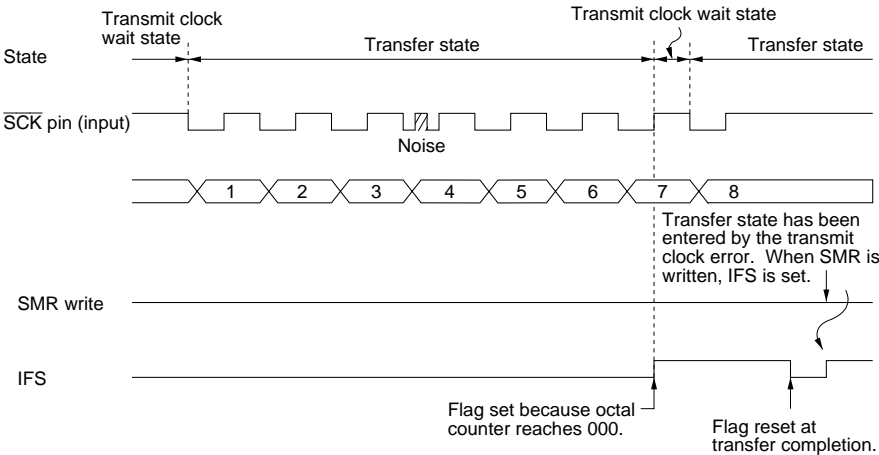 Transmit clock
wait state
Transmit clock wait state
State
Transfer state
Transfer state
SCK pin (input)
Noise
1 2 3 4 5 6 7 8
Transfer state has been
entered by the transmit
clock error. When SMR is
written, IFS is set.
SMR write
IFS
Flag set because octal
counter reaches 000.
Flag reset at
transfer completion.